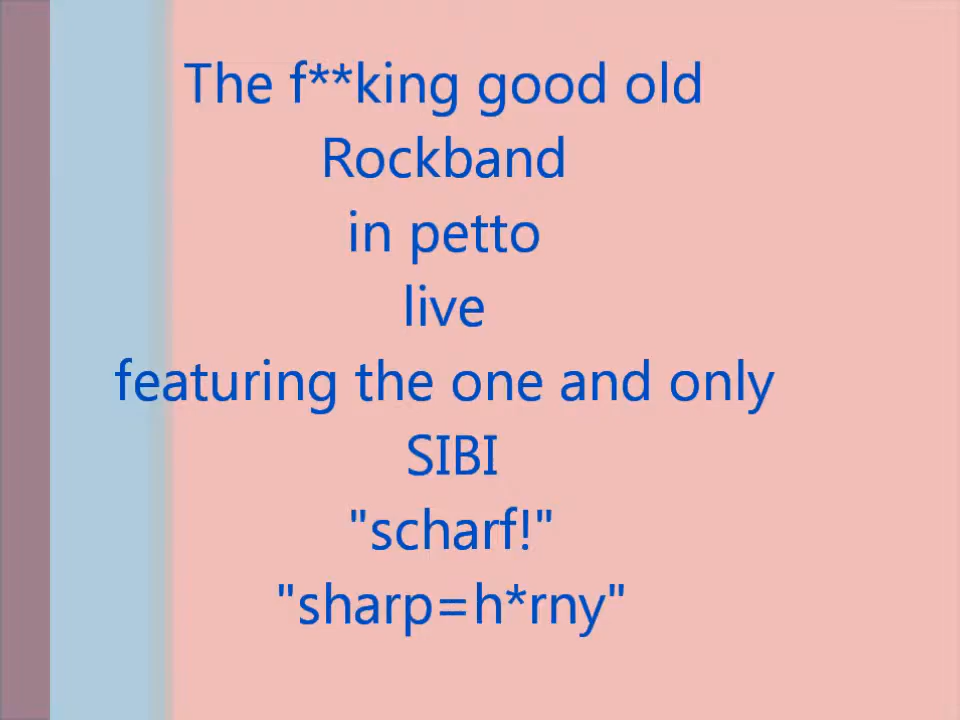 The f**king good old
Rockband
in petto
live
featuring the one and only
SIBI
"scharf!"
"sharp=h*rny"